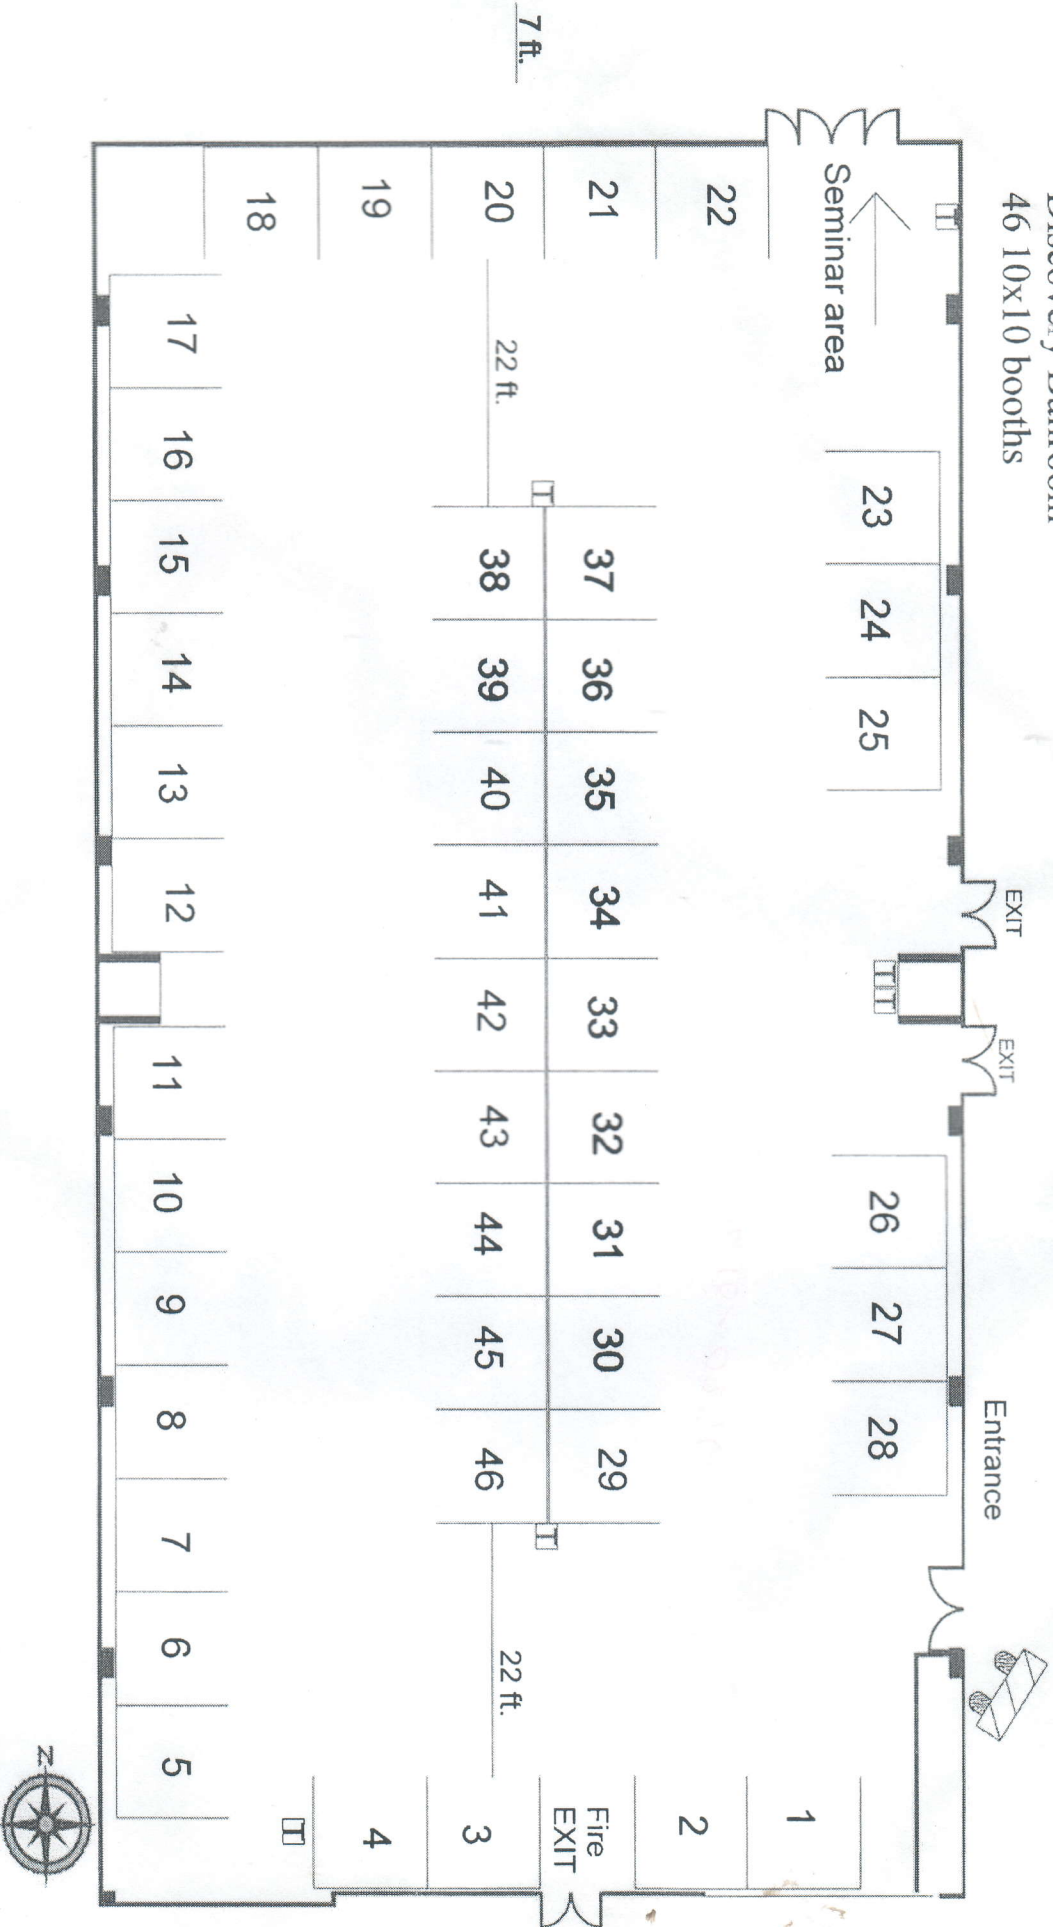 Discovery Ballroom
46 10x10 booths
EXIT
EXIT
Entrance
T
Seminar area
T T
23 24 25 26 27 28
1
22
2
21
37 36 35 34 33 32 31 30 29
Fire
EXIT
T
T
7 ft.
22 ft.
22 ft.
20
38 39 40 41 42 43 44 45 46
3
19
4
T
18
17 16 15 14 13 12 11 10 9 8 7 6 5
N